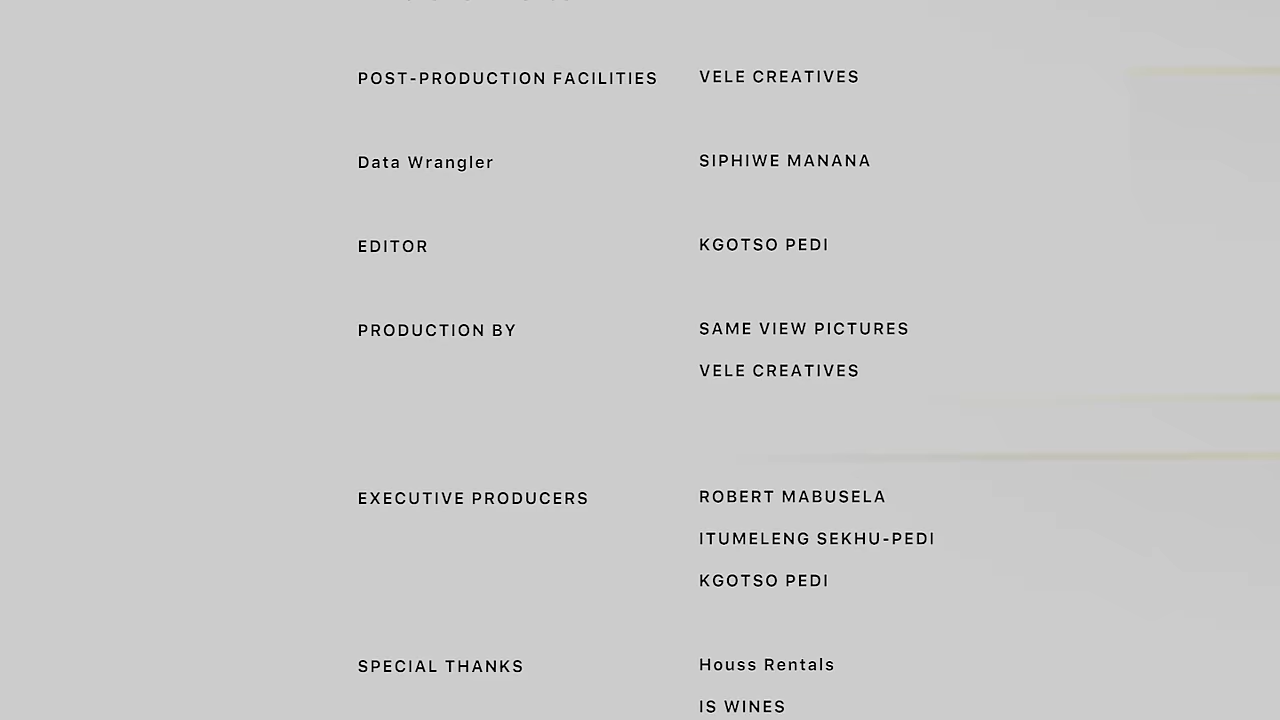 POST-PRODUCTION FACILITIES VELE CREATIVES
Data Wrangler SIPHIWE MANANA
EDITOR KGOTSO PEDI
PRODUCTION BY SAME VIEW PICTURES
VELE CREATIVES
EXECUTIVE PRODUCERS ROBERT MABUSELA
ITUMELENG SEKHU-PEDI
KGOTSO PEDI
SPECIAL THANKS Houss Rentals
IS WINES